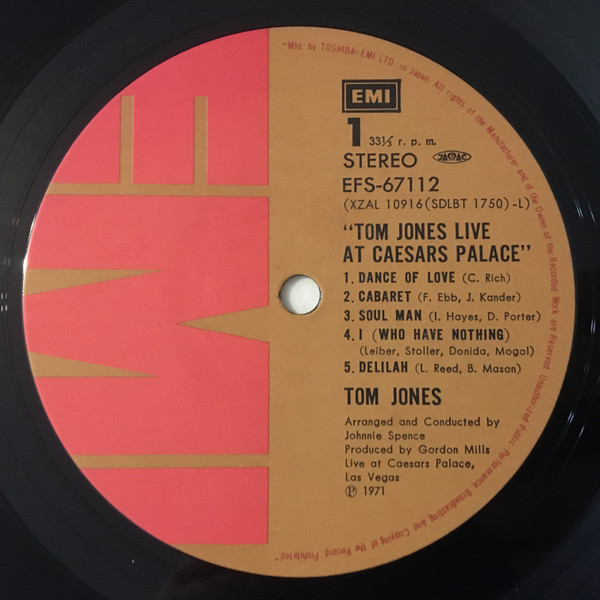 "Mfd. by TOSHIBA-EMI LTD. in Japan. All rights of the Manufacturer and of the Owner of the Recorded Work are Reserved. Unauthorized Public Performance, Broadcasting and Copying of the Record Prohibited"
EMI
EMI
1 33⅓ r. p. m.
STEREO JASRAC
EFS-67112
(XZAL 10916(SDLBT 1750)-L)
"TOM JONES LIVE
AT CAESARS PALACE"
1. DANCE OF LOVE (C. Rich)
2. CABARET (F. Ebb, J. Kander)
3. SOUL MAN (I. Hayes, D. Porter)
4. I (WHO HAVE NOTHING)
(Leiber, Stoller, Donida, Mogol)
5. DELILAH (L. Reed, B. Mason)
TOM JONES
Arranged and Conducted by
Johnnie Spence
Produced by Gordon Mills
Live at Caesars Palace,
Las Vegas
℗ 1971